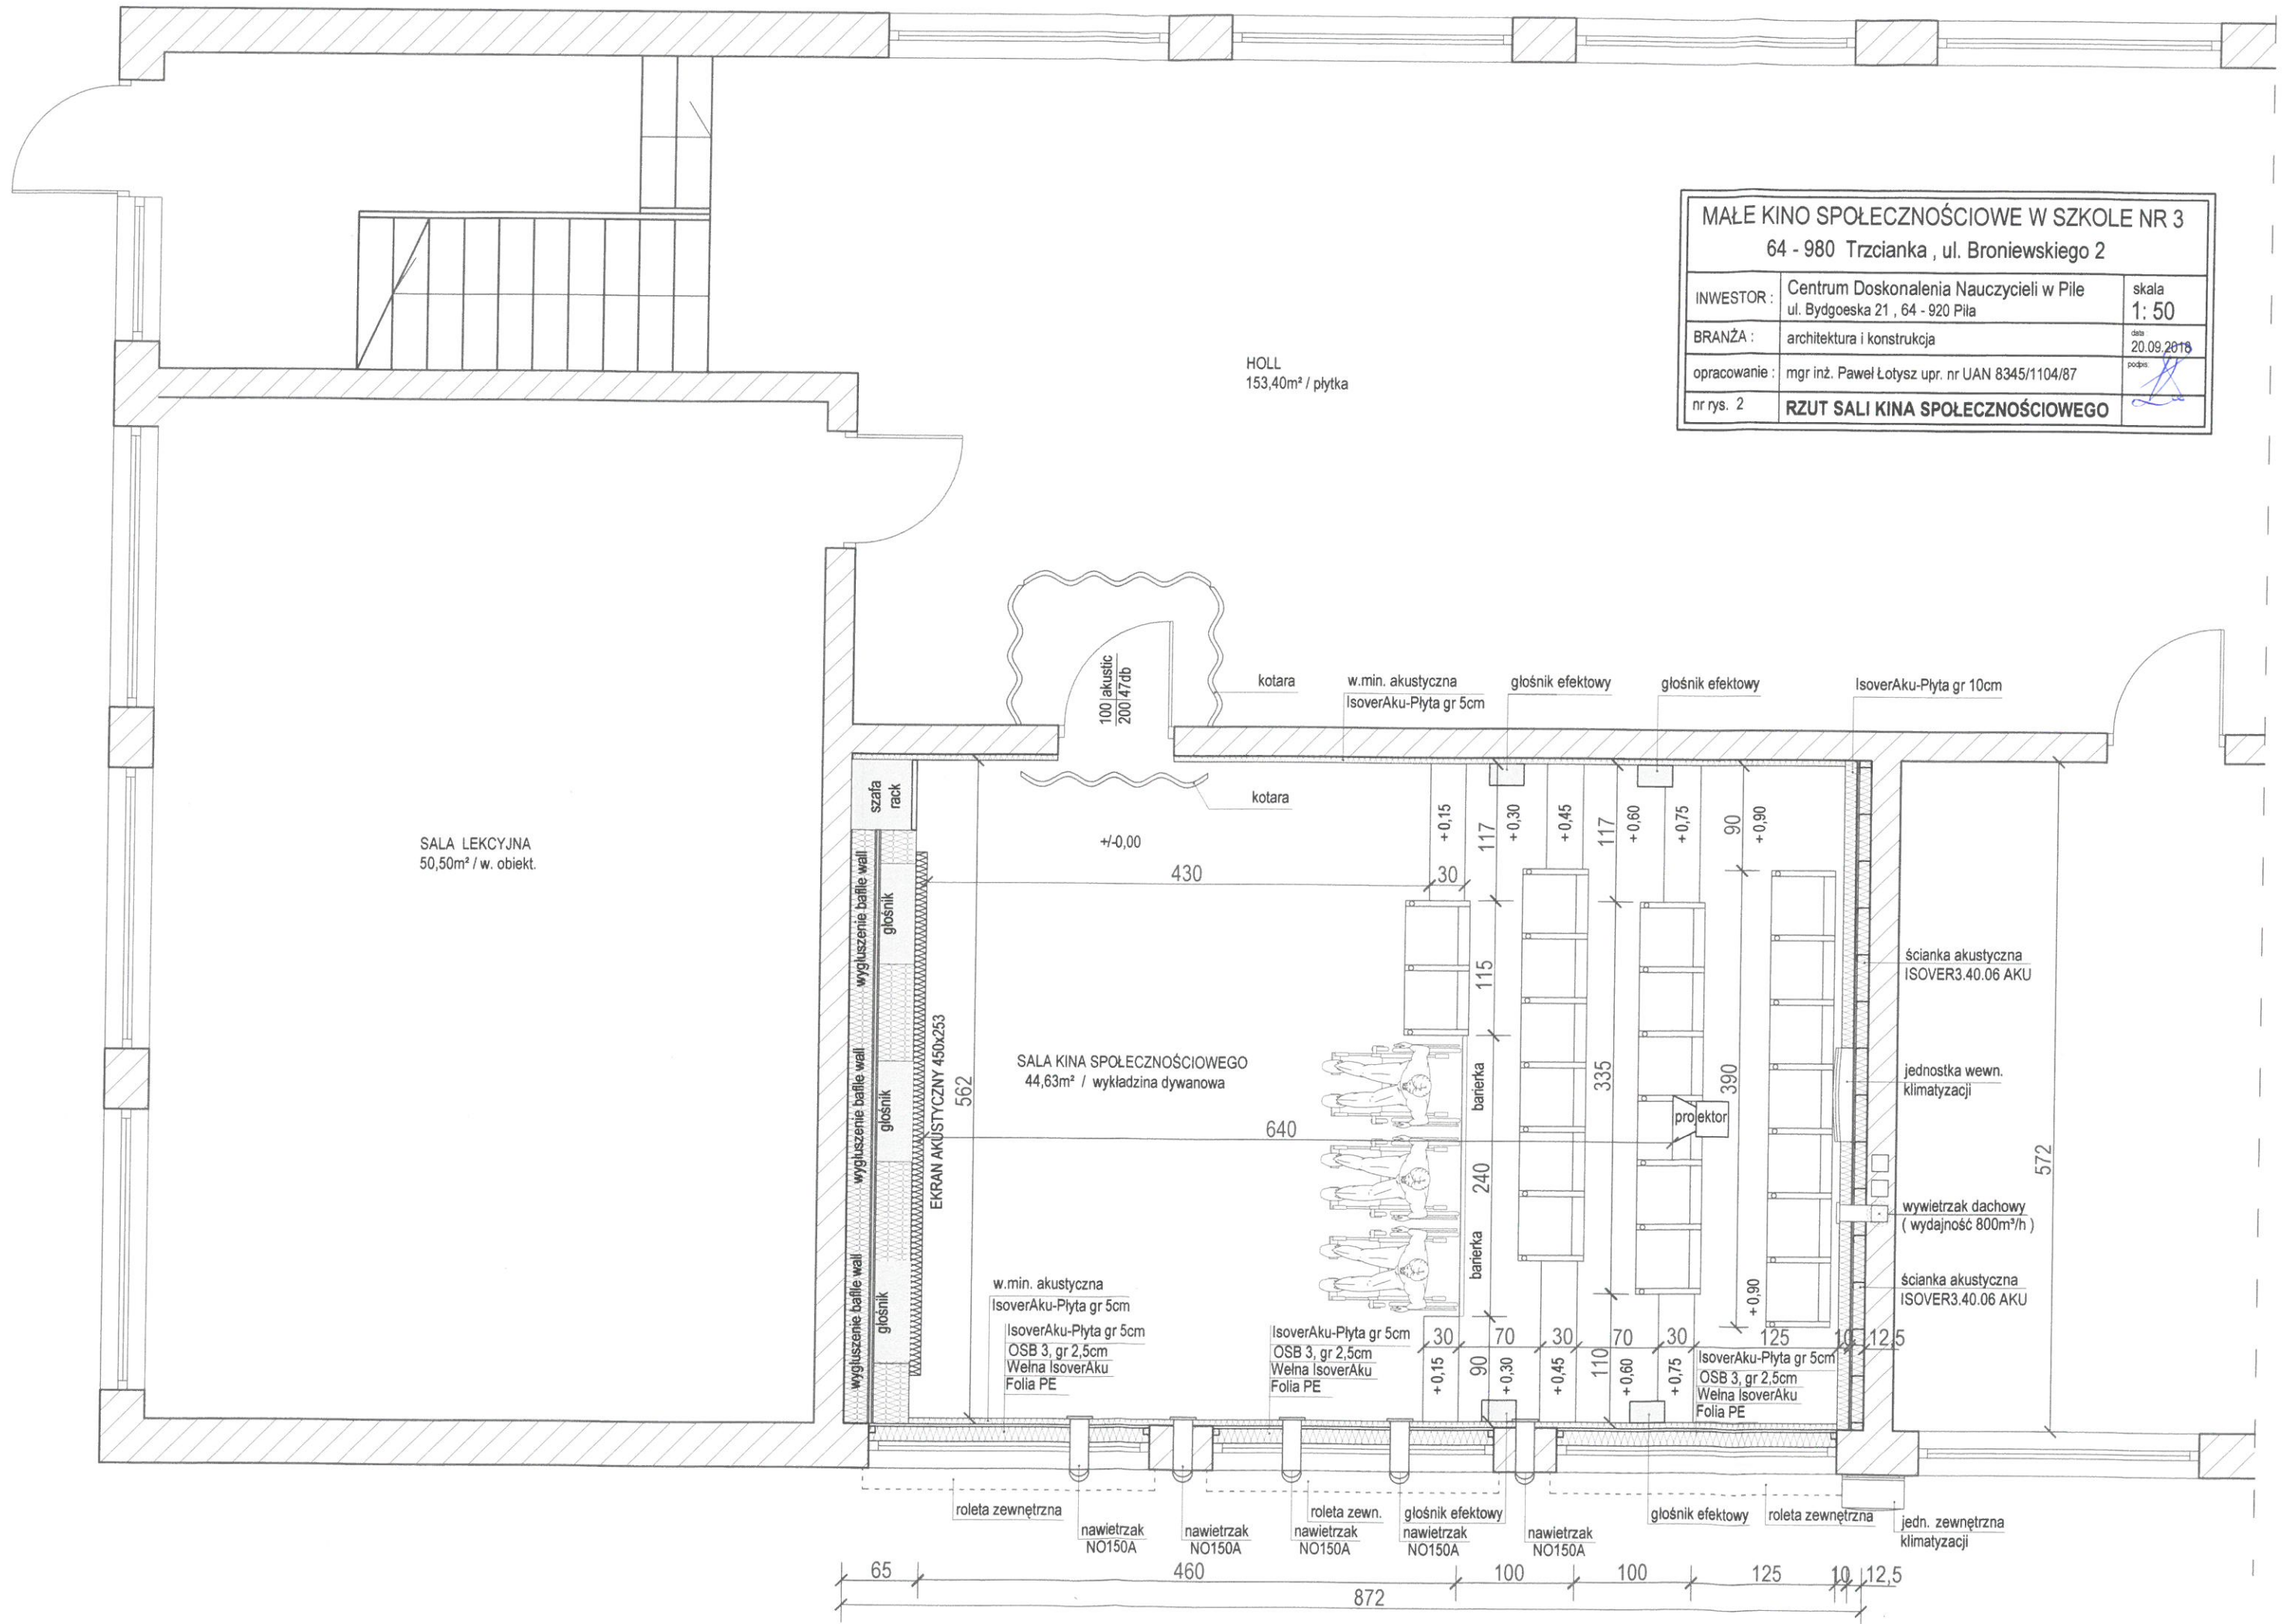 MAŁE KINO SPOŁECZNOŚCIOWE W SZKOLE NR 3
64 - 980 Trzcianka , ul. Broniewskiego 2
INWESTOR :
Centrum Doskonalenia Nauczycieli w Pile
ul. Bydgoeska 21 , 64 - 920 Piła
skala
1: 50
BRANŻA :
architektura i konstrukcja
data
20.09.2018
opracowanie :
mgr inż. Paweł Łotysz upr. nr UAN 8345/1104/87
podpis:
nr rys. 2
RZUT SALI KINA SPOŁECZNOŚCIOWEGO
HOLL
153,40m² / płytka
SALA LEKCYJNA
50,50m² / w. obiekt.
100 akustic
200 47db
kotara
w.min. akustyczna
IsoverAku-Płyta gr 5cm
głośnik efektowy
głośnik efektowy
IsoverAku-Płyta gr 10cm
kotara
szafa
rack
+/-0,00
+0,15
117
+0,30
+0,45
117
+0,60
+0,75
90
+0,90
430
30
wygłuszenie baflle wall
wygłuszenie baflle wall
wygłuszenie baflle wall
głośnik
głośnik
głośnik
EKRAN AKUSTYCZNY 450x253
562
SALA KINA SPOŁECZNOŚCIOWEGO
44,63m² / wykładzina dywanowa
640
115
barierka
240
barierka
335
390
projektor
ścianka akustyczna
ISOVER3.40.06 AKU
jednostka wewn.
klimatyzacji
572
wywietrzak dachowy
( wydajność 800m³/h )
ścianka akustyczna
ISOVER3.40.06 AKU
w.min. akustyczna
IsoverAku-Płyta gr 5cm
IsoverAku-Płyta gr 5cm
OSB 3, gr 2,5cm
Wełna IsoverAku
Folia PE
IsoverAku-Płyta gr 5cm
OSB 3, gr 2,5cm
Wełna IsoverAku
Folia PE
+0,90
30
70
30
70
30
125
10
12,5
+0,15
90
+0,30
+0,45
110
+0,60
+0,75
IsoverAku-Płyta gr 5cm
OSB 3, gr 2,5cm
Wełna IsoverAku
Folia PE
roleta zewnętrzna
nawietrzak
NO150A
nawietrzak
NO150A
roleta zewn.
nawietrzak
NO150A
głośnik efektowy
nawietrzak
NO150A
nawietrzak
NO150A
głośnik efektowy
roleta zewnętrzna
jedn. zewnętrzna
klimatyzacji
65
460
100
100
125
10
12,5
872